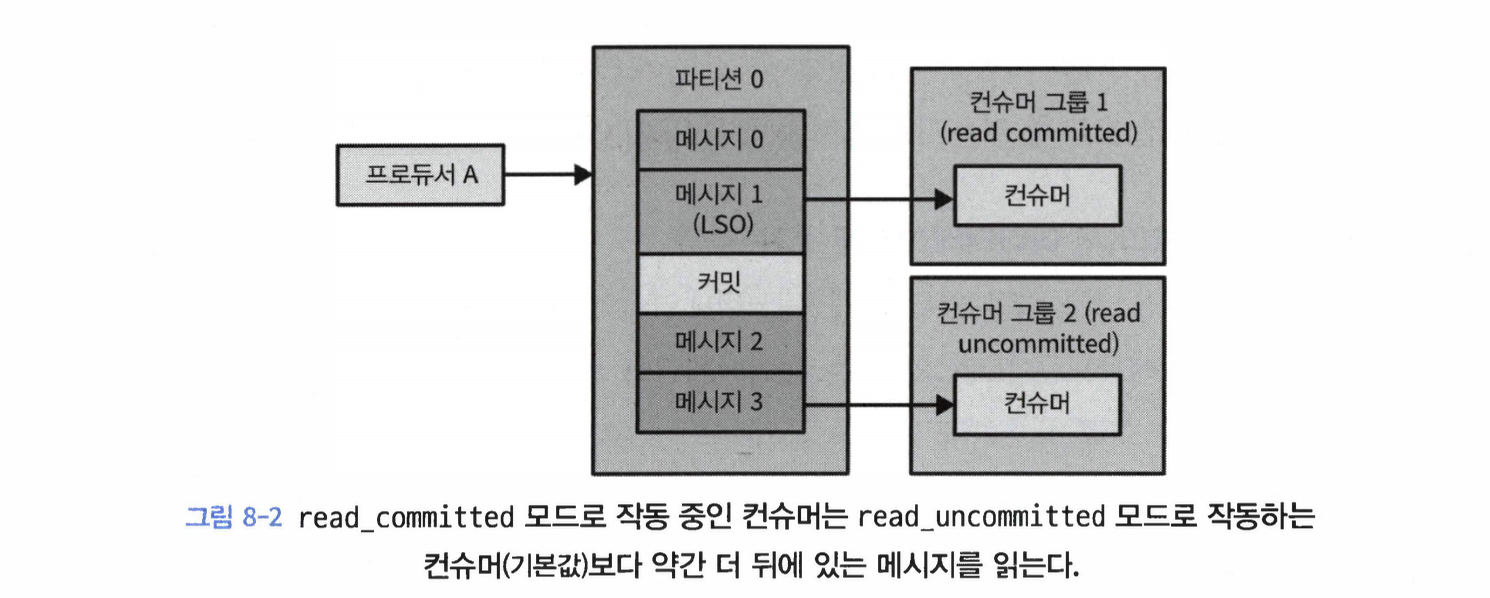 프로듀서 A
파티션 0
메시지 0
메시지 1
(LSO)
커밋
메시지 2
메시지 3
컨슈머 그룹 1
(read committed)
컨슈머
컨슈머 그룹 2 (read
uncommitted)
컨슈머
그림 8-2 read_committed 모드로 작동 중인 컨슈머는 read_uncommitted 모드로 작동하는
컨슈머(기본값)보다 약간 더 뒤에 있는 메시지를 읽는다.